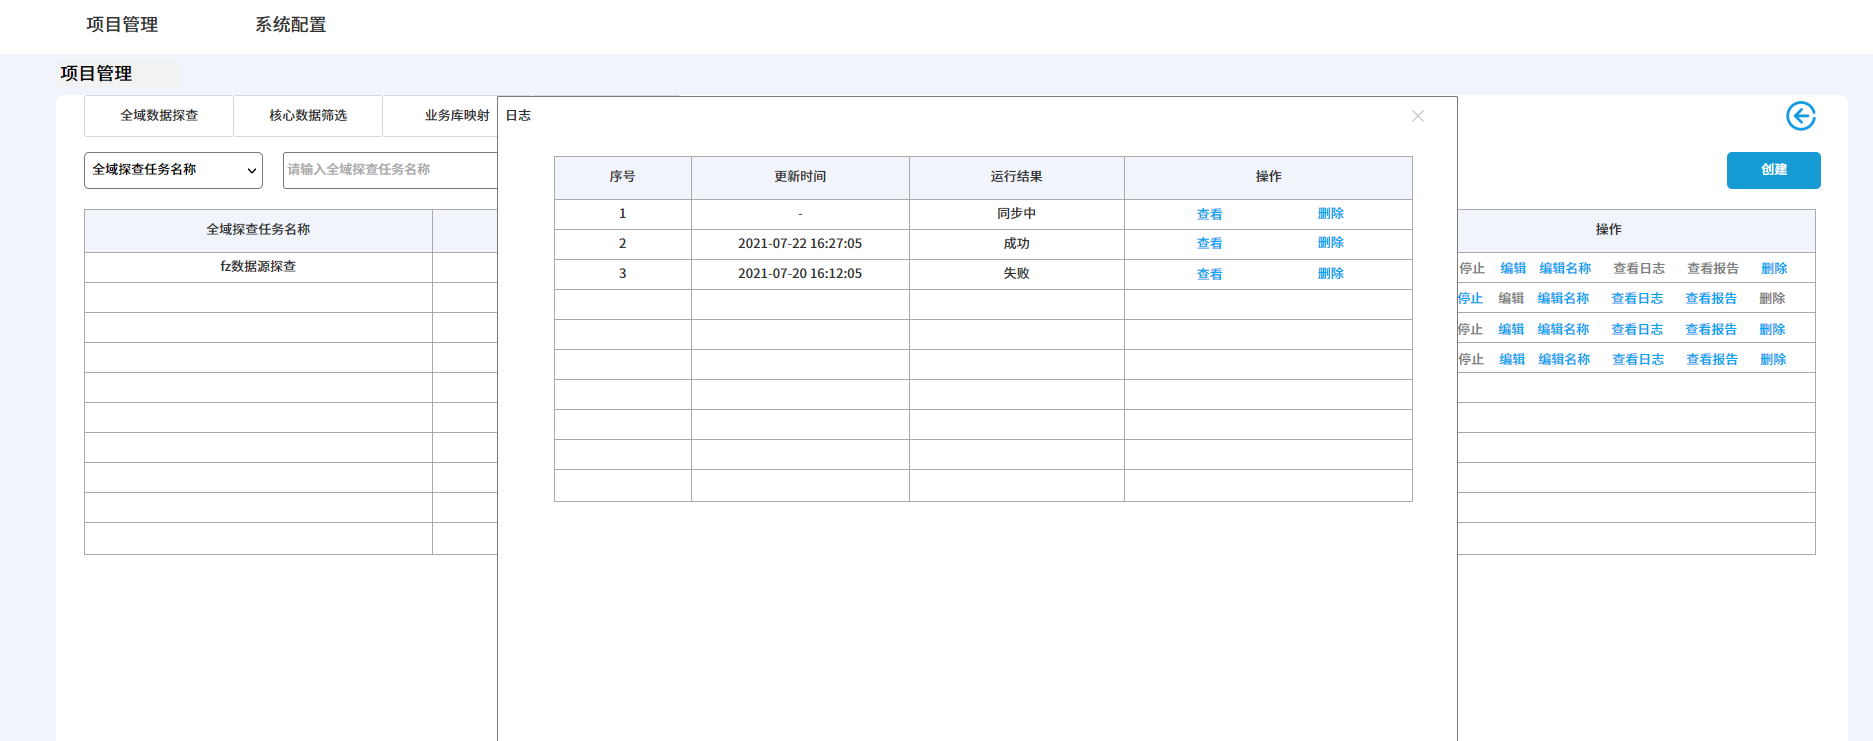 项目管理 系统配置
项目管理
全域数据探查 核心数据筛选 业务库映射 日志
全域探查任务名称 请输入全域探查任务名称 创建
序号 更新时间 运行结果 操作
全域探查任务名称 操作
1 - 同步中 查看 删除
2 2021-07-22 16:27:05 成功 查看 删除
fz数据源探查 停止 编辑 编辑名称 查看日志 查看报告 删除
3 2021-07-20 16:12:05 失败 查看 删除
停止 编辑 编辑名称 查看日志 查看报告 删除
停止 编辑 编辑名称 查看日志 查看报告 删除
停止 编辑 编辑名称 查看日志 查看报告 删除